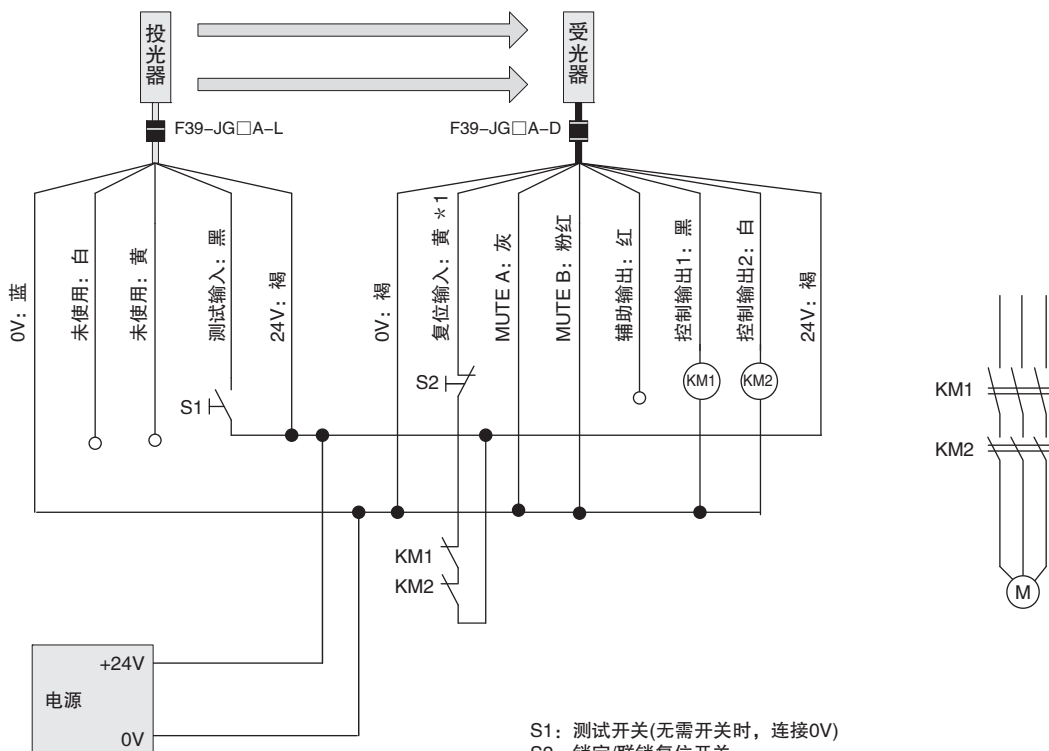 投光器
受光器
F39-JG□A-L
F39-JG□A-D
0V：蓝
未使用：白
未使用：黄
测试输入：黑
24V：褐
0V：褐
复位输入：黄 *1
MUTE A：灰
MUTE B：粉红
辅助输出：红
控制输出1：黑
控制输出2：白
24V：褐
S1
S2
KM1
KM2
KM1
KM2
KM1
KM2
M
+24V
电源
0V
S1：测试开关(无需开关时，连接0V)